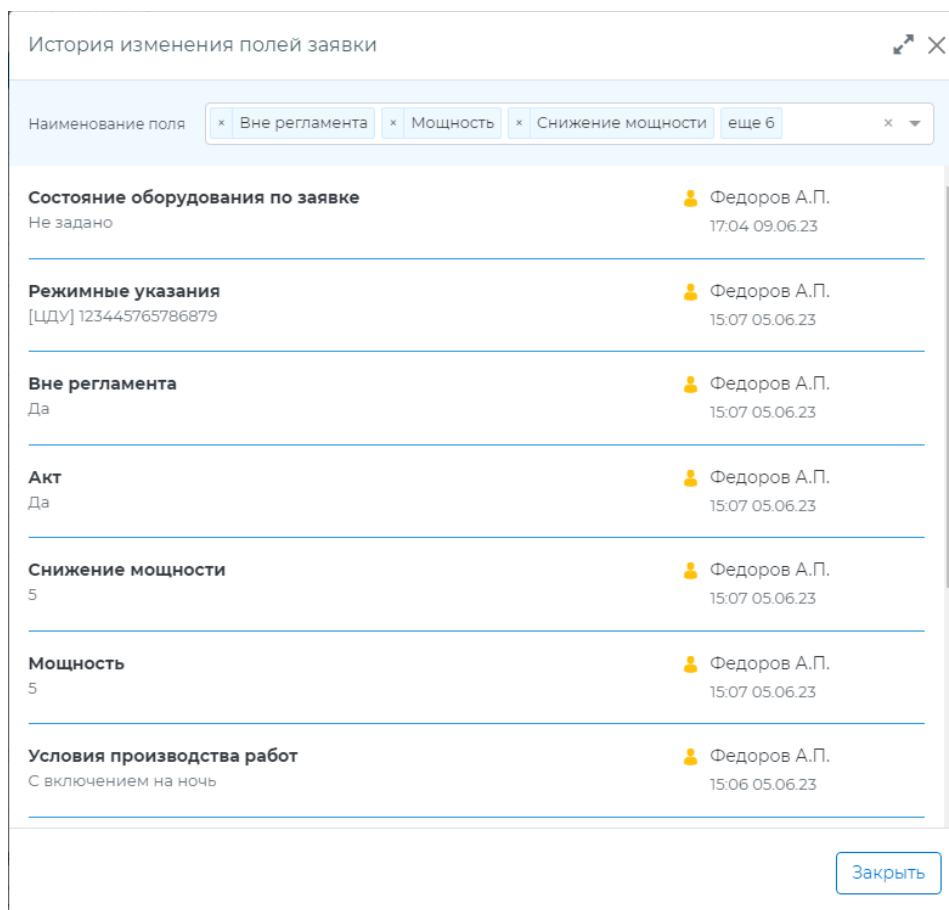 История изменения полей заявки
Наименование поля × Вне регламента × Мощность × Снижение мощности еще 6 ×
Состояние оборудования по заявке Федоров А.П.
Не задано 17:04 09.06.23
Режимные указания Федоров А.П.
[ЦДУ] 123445765786879 15:07 05.06.23
Вне регламента Федоров А.П.
Да 15:07 05.06.23
Акт Федоров А.П.
Да 15:07 05.06.23
Снижение мощности Федоров А.П.
5 15:07 05.06.23
Мощность Федоров А.П.
5 15:07 05.06.23
Условия производства работ Федоров А.П.
С включением на ночь 15:06 05.06.23
Закрыть